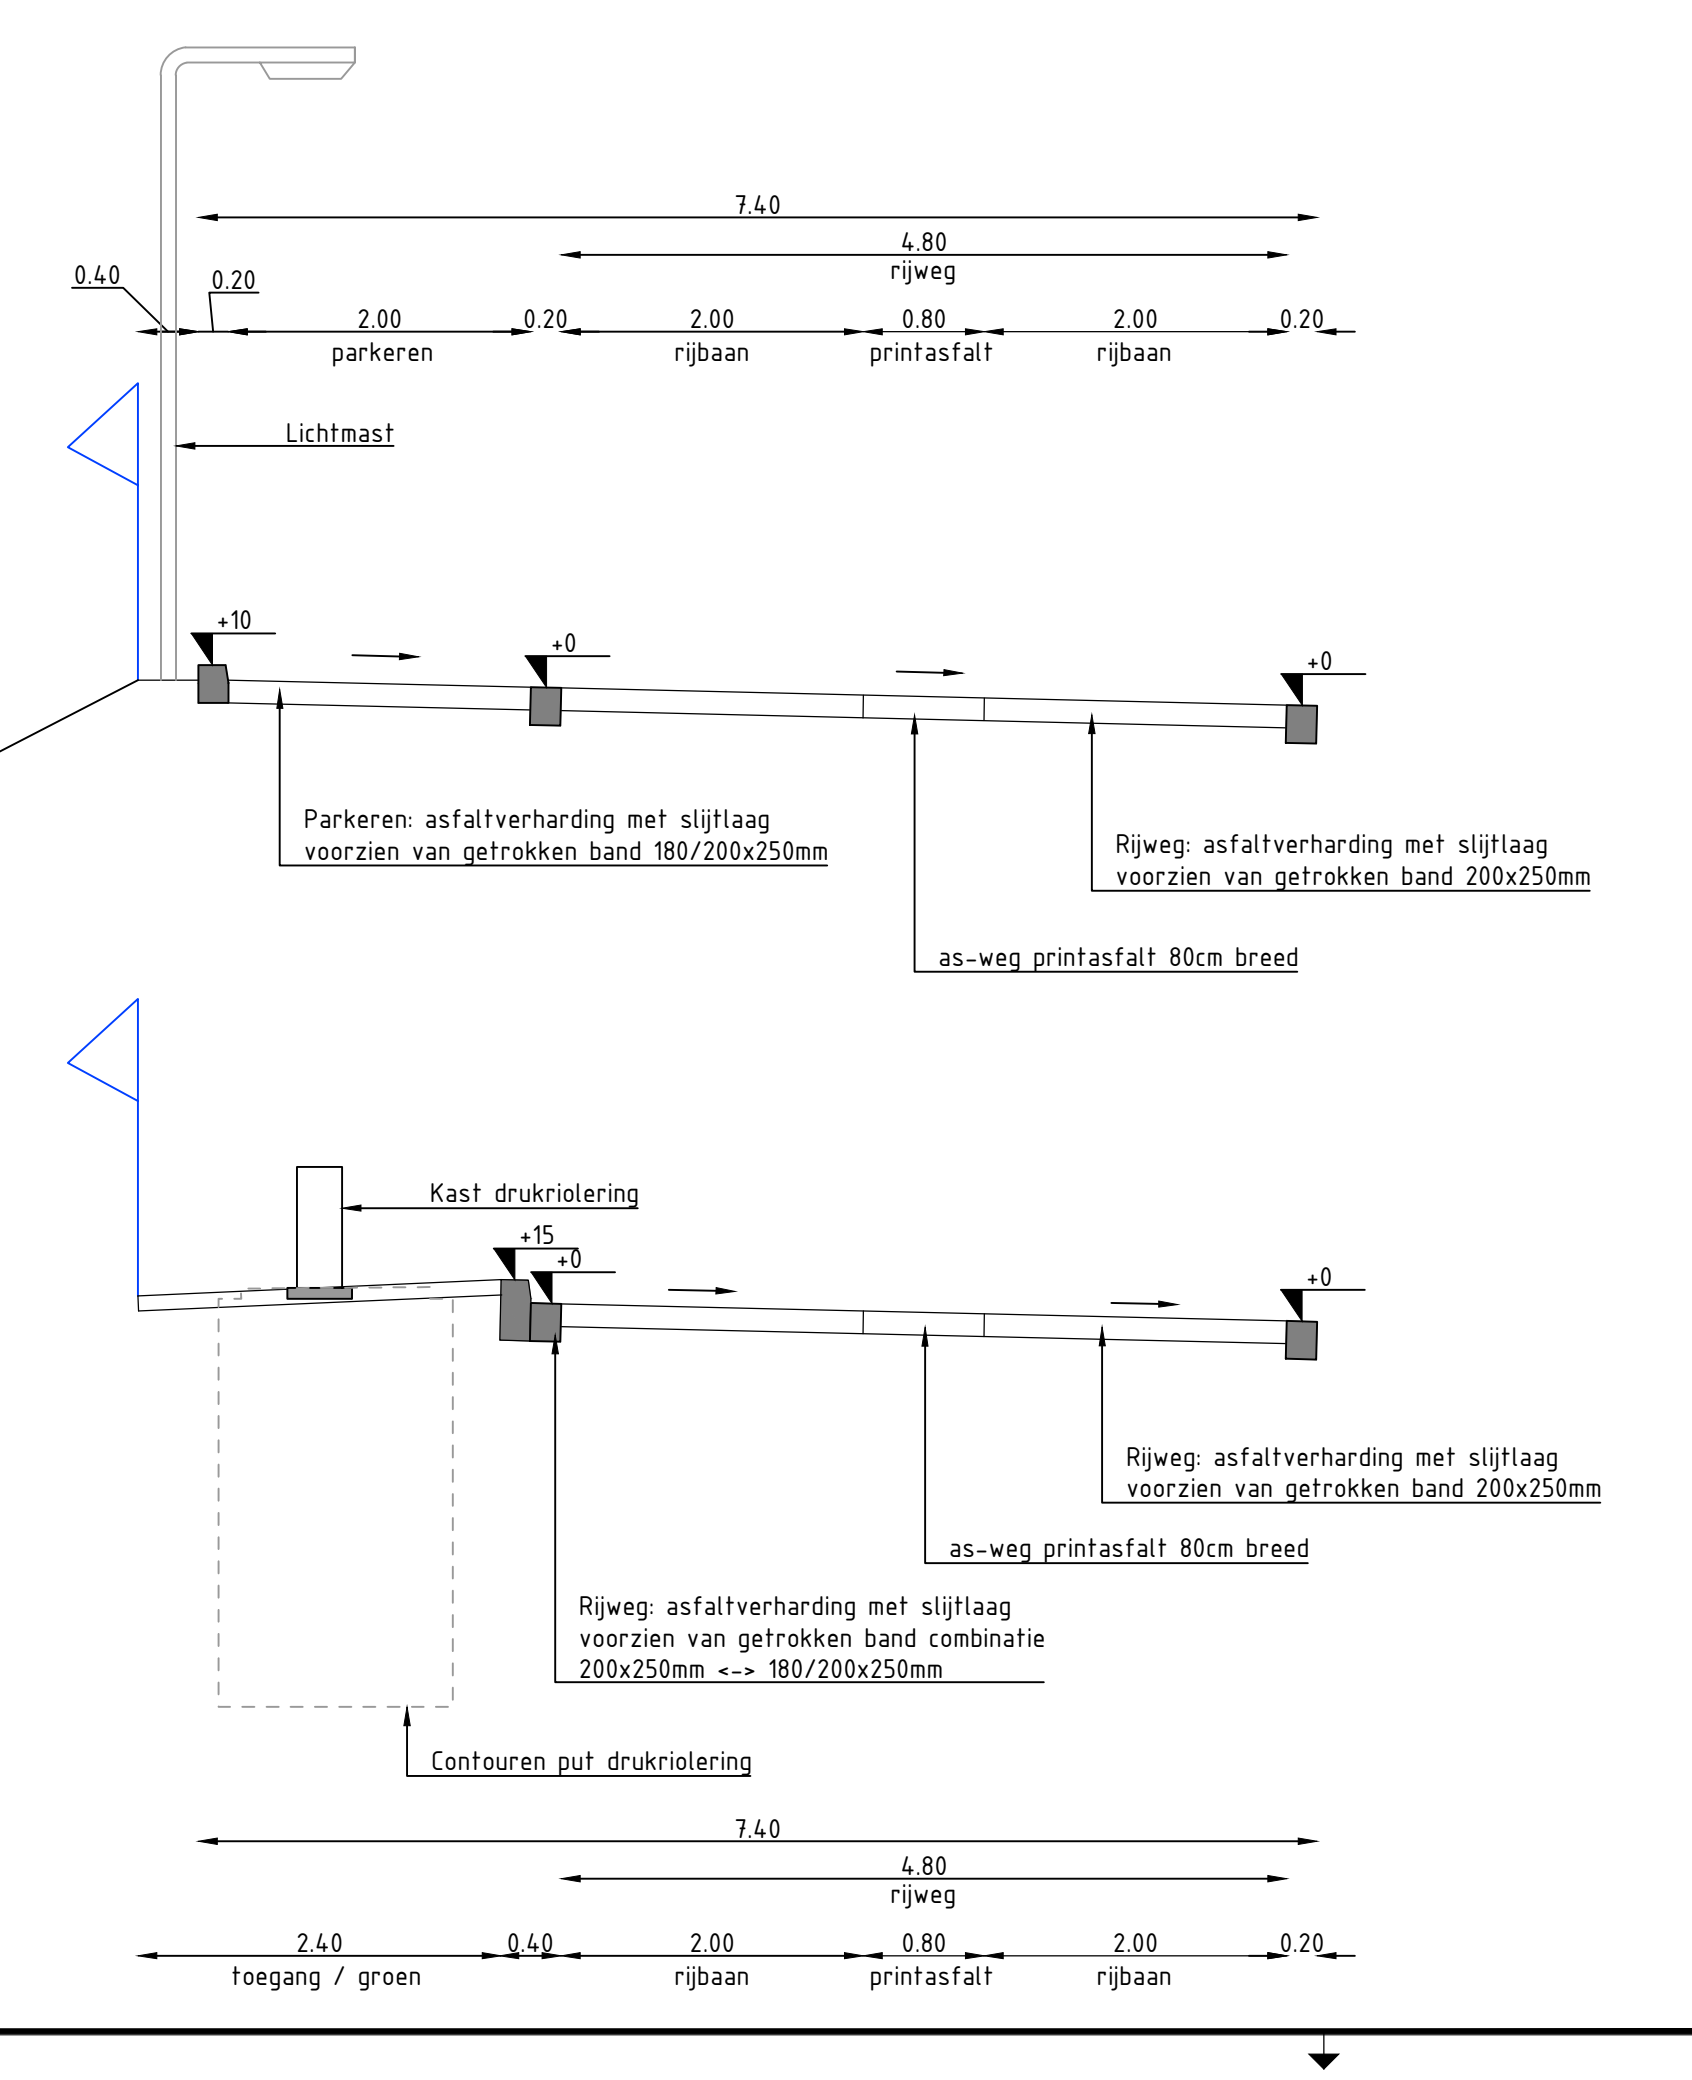 7.40
4.80
rijweg
0.40
0.20
2.00 0.20 2.00 0.80 2.00 0.20
parkeren rijbaan printasfalt rijbaan
Lichtmast
+10
+0
+0
Parkeren: asfaltverharding met slijtlaag
voorzien van getrokken band 180/200x250mm
Rijweg: asfaltverharding met slijtlaag
voorzien van getrokken band 200x250mm
as-weg printasfalt 80cm breed
Kast drukriolering
+15
+0
+0
Rijweg: asfaltverharding met slijtlaag
voorzien van getrokken band 200x250mm
as-weg printasfalt 80cm breed
Rijweg: asfaltverharding met slijtlaag
voorzien van getrokken band combinatie
200x250mm <-> 180/200x250mm
Contouren put drukriolering
7.40
4.80
rijweg
2.40 0.40 2.00 0.80 2.00 0.20
toegang / groen rijbaan printasfalt rijbaan